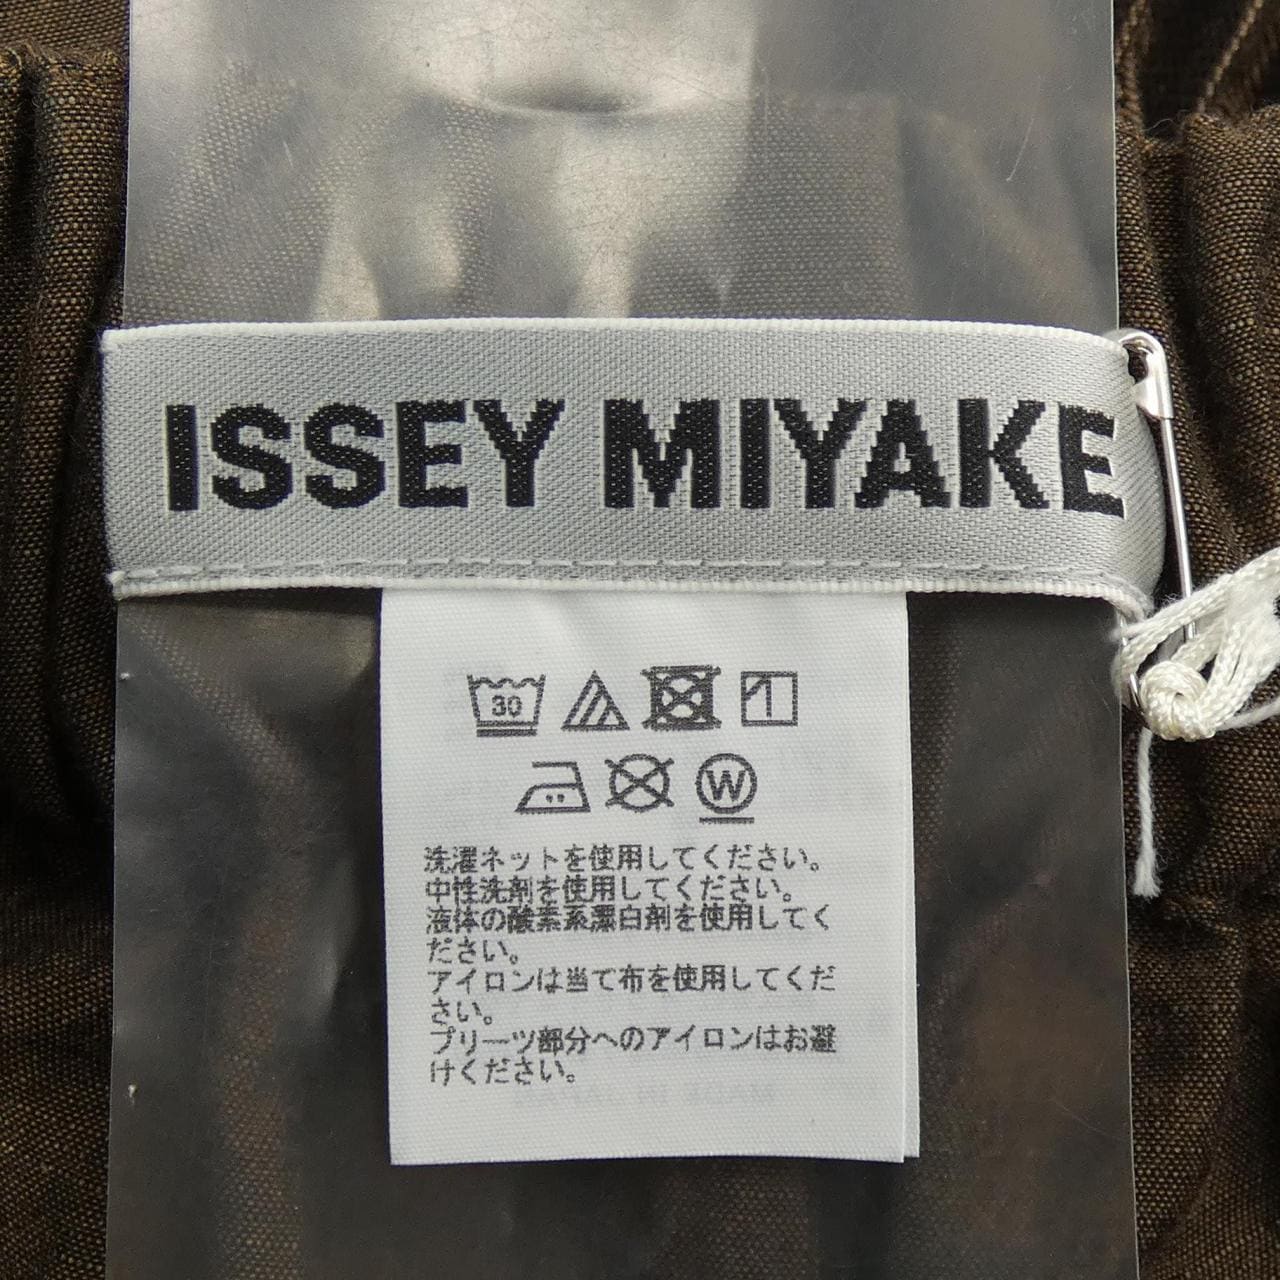 ISSEY MIYAKE
30
W
洗濯ネットを使用してください。
中性洗剤を使用してください。
液体の酸素系漂白剤を使用してく
ださい。
アイロンは当て布を使用してくだ
さい。
プリーツ部分へのアイロンはお避
けください。
MADE IN JAPAN